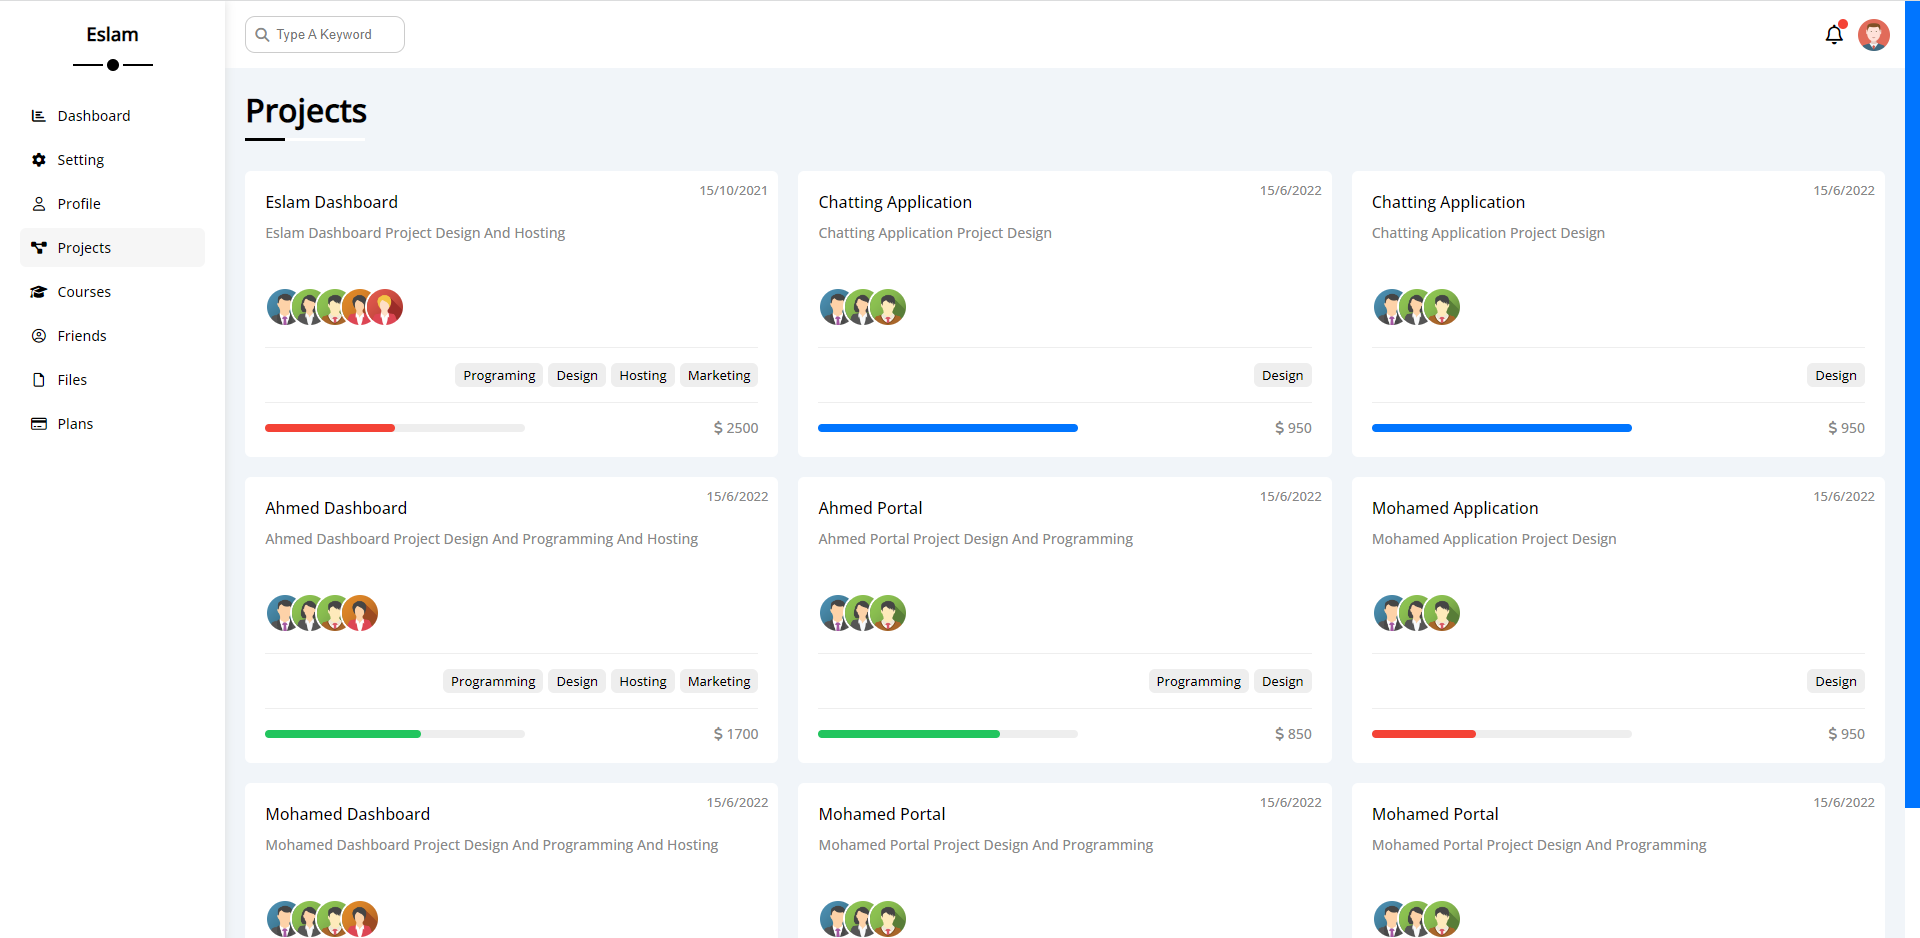 Eslam
Type A Keyword
Dashboard
Setting
Profile
Projects
Courses
Friends
Files
Plans
Projects
15/10/2021
Eslam Dashboard
Eslam Dashboard Project Design And Hosting
Programing Design Hosting Marketing
$ 2500
15/6/2022
Chatting Application
Chatting Application Project Design
Design
$ 950
15/6/2022
Chatting Application
Chatting Application Project Design
Design
$ 950
15/6/2022
Ahmed Dashboard
Ahmed Dashboard Project Design And Programming And Hosting
Programming Design Hosting Marketing
$ 1700
15/6/2022
Ahmed Portal
Ahmed Portal Project Design And Programming
Programming Design
$ 850
15/6/2022
Mohamed Application
Mohamed Application Project Design
Design
$ 950
15/6/2022
Mohamed Dashboard
Mohamed Dashboard Project Design And Programming And Hosting
15/6/2022
Mohamed Portal
Mohamed Portal Project Design And Programming
15/6/2022
Mohamed Portal
Mohamed Portal Project Design And Programming